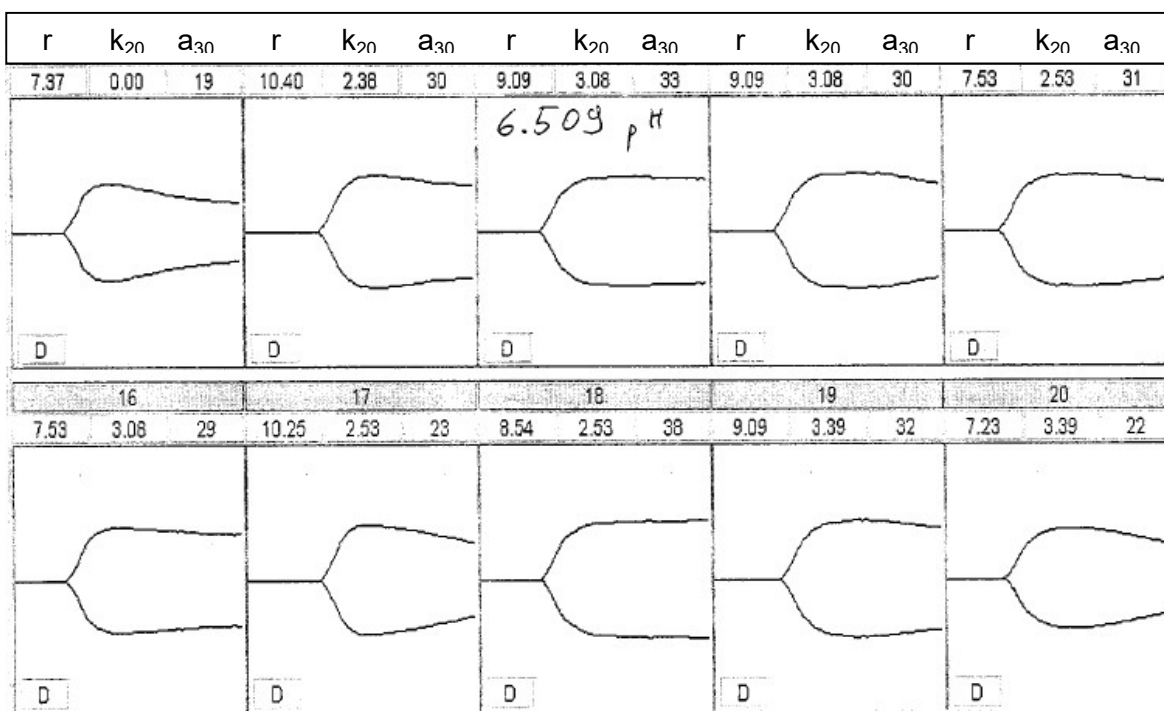 r k₂₀ a₃₀ r k₂₀ a₃₀ r k₂₀ a₃₀ r k₂₀ a₃₀ r k₂₀ a₃₀
7.37 0.00 19 10.40 2.38 30 9.09 3.08 33 9.09 3.08 30 7.53 2.53 31
6.509 pH
D D D D D
16 17 18 19 20
7.53 3.08 29 10.25 2.53 23 8.54 2.53 38 9.09 3.39 32 7.23 3.39 22
D D D D D